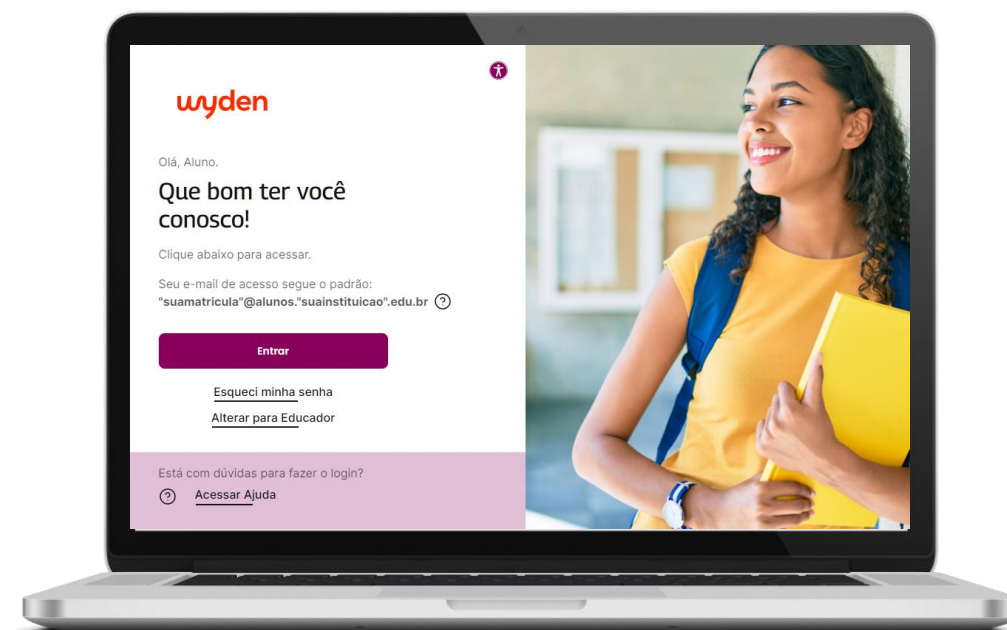 wyden
Olá, Aluno.
Que bom ter você
conosco!
Clique abaixo para acessar.
Seu e-mail de acesso segue o padrão:
"suamatricula"@alunos."suainstituicao".edu.br ?
Entrar
Esqueci minha senha
Alterar para Educador
Está com dúvidas para fazer o login?
? Acessar Ajuda